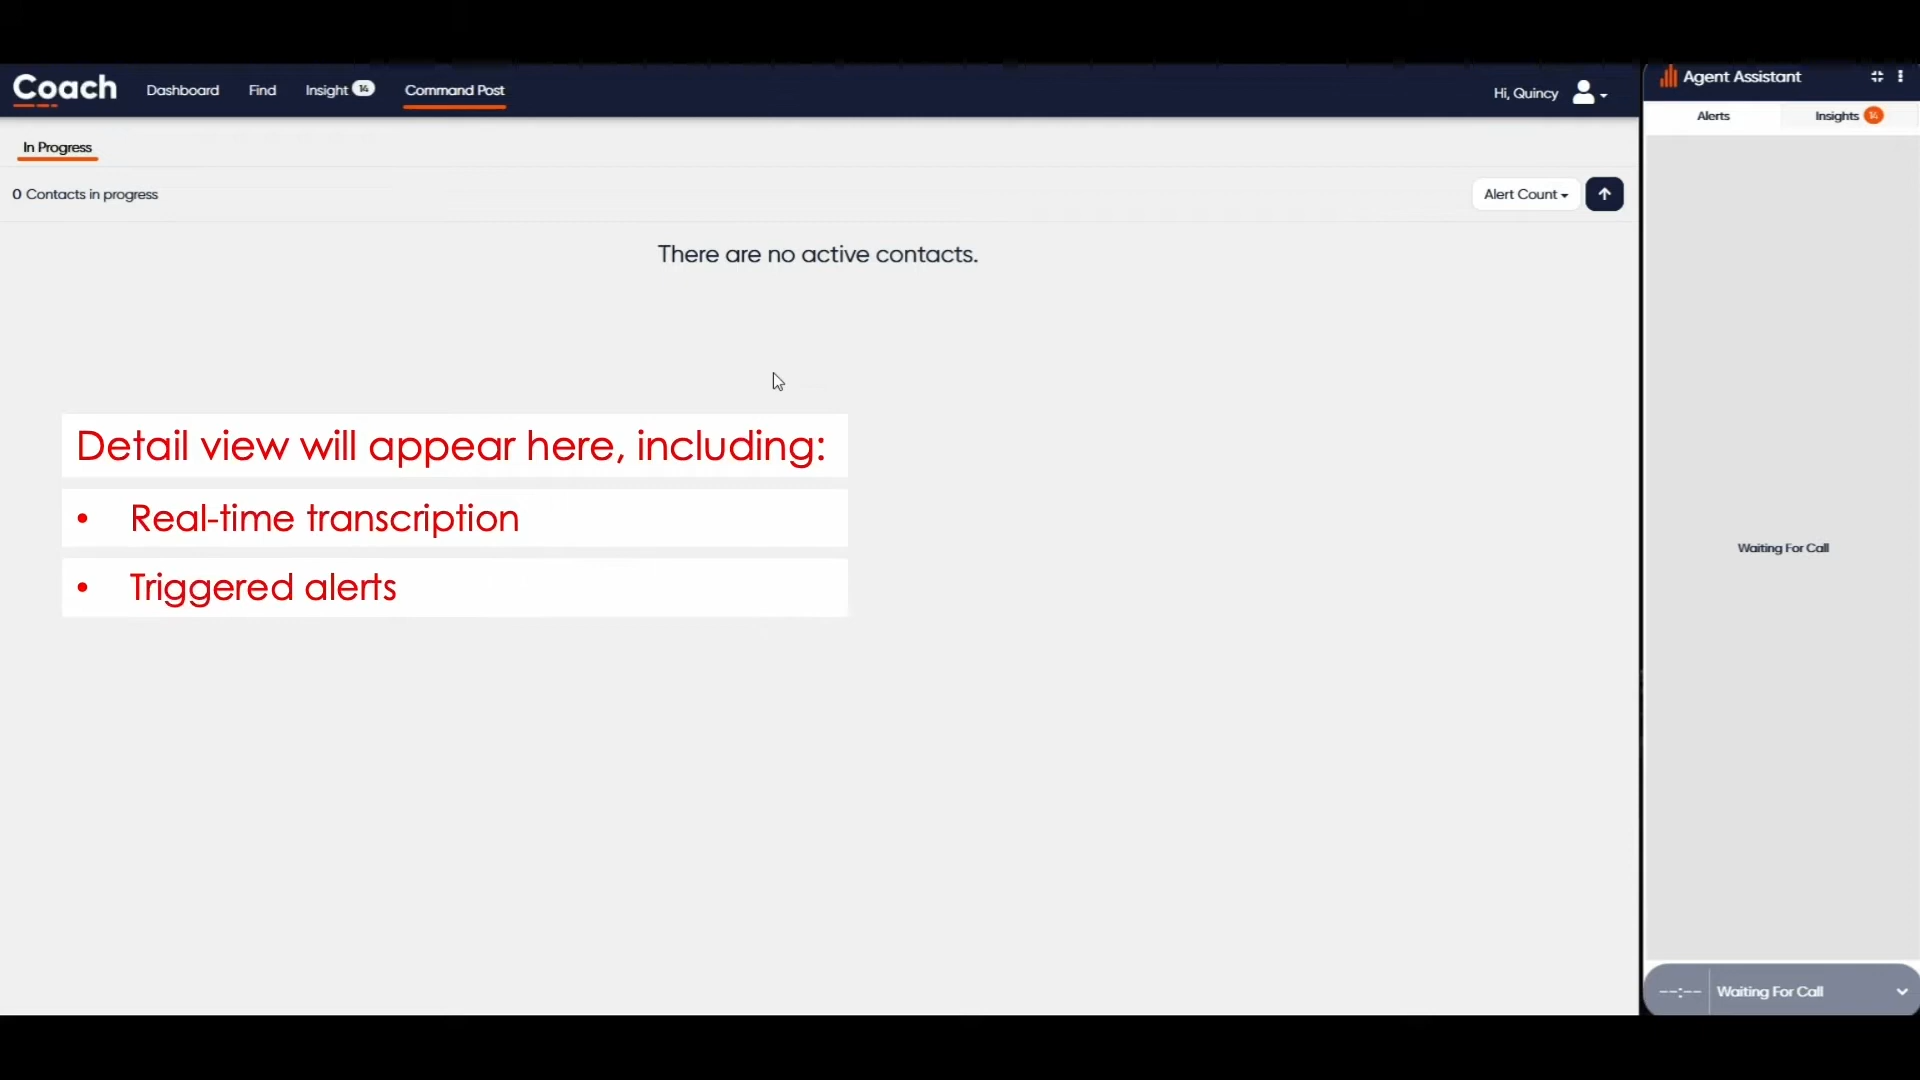 Coach Dashboard Find Insight 14 Command Post Hi, Quincy
Agent Assistant
Alerts Insights 14
In Progress
0 Contacts in progress Alert Count
There are no active contacts.
Detail view will appear here, including:
• Real-time transcription
• Triggered alerts
Waiting For Call
--:-- Waiting For Call